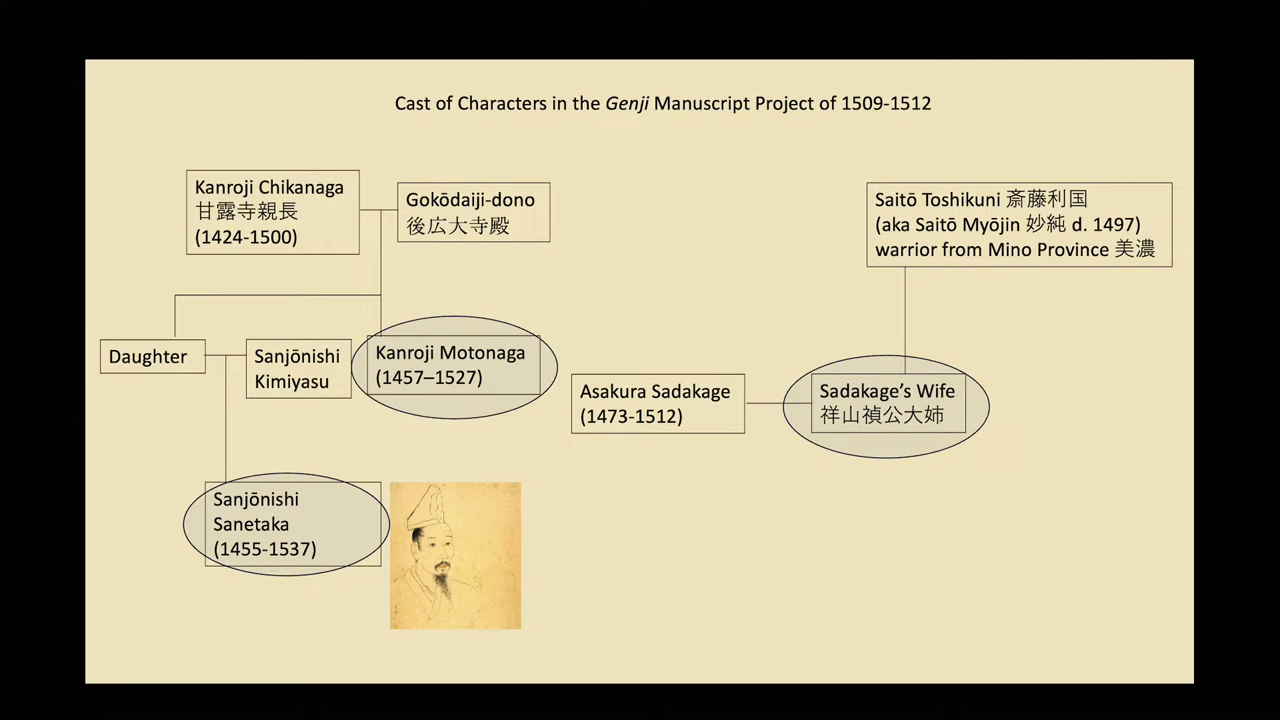 Cast of Characters in the Genji Manuscript Project of 1509-1512
Kanroji Chikanaga
甘露寺親長
(1424-1500)
Gokōdaiji-dono
後広大寺殿
Saitō Toshikuni 斎藤利国
(aka Saitō Myōjin 妙純 d. 1497)
warrior from Mino Province 美濃
Daughter
Sanjōnishi
Kimiyasu
Kanroji Motonaga
(1457–1527)
Asakura Sadakage
(1473-1512)
Sadakage’s Wife
祥山禎公大姉
Sanjōnishi
Sanetaka
(1455-1537)